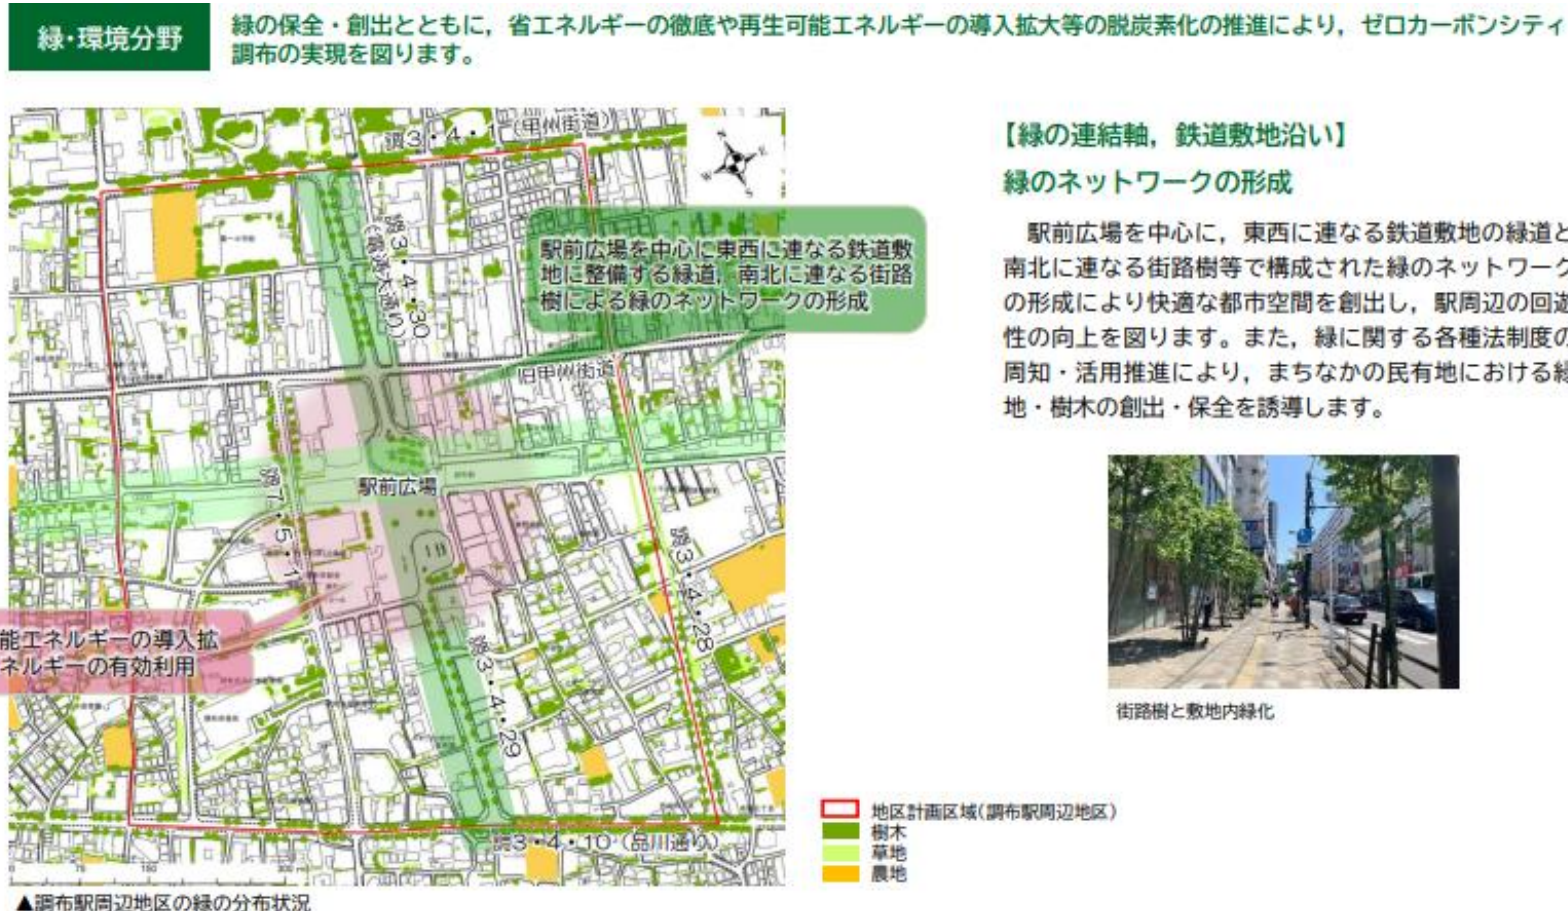 緑・環境分野
緑の保全・創出とともに，省エネルギーの徹底や再生可能エネルギーの導入拡大等の脱炭素化の推進により，ゼロカーボンシティ
調布の実現を図ります。
調3・4・1（甲州街道）
N
E
W
S
調3・4・30
（電通大通り）
駅前広場を中心に東西に連なる鉄道敷
地に整備する緑道，南北に連なる街路
樹による緑のネットワークの形成
旧甲州街道
駅前広場
調7・5・1
調3・4・28
能エネルギーの導入拡
ネルギーの有効利用
調3・4・29
調3・4・10（品川通り）
0 75 150 300 m
▲調布駅周辺地区の緑の分布状況
【緑の連結軸，鉄道敷地沿い】
緑のネットワークの形成
駅前広場を中心に，東西に連なる鉄道敷地の緑道と
南北に連なる街路樹等で構成された緑のネットワーク
の形成により快適な都市空間を創出し，駅周辺の回遊
性の向上を図ります。また，緑に関する各種法制度の
周知・活用推進により，まちなかの民有地における緑
地・樹木の創出・保全を誘導します。
街路樹と敷地内緑化
地区計画区域（調布駅周辺地区）
樹木
草地
農地